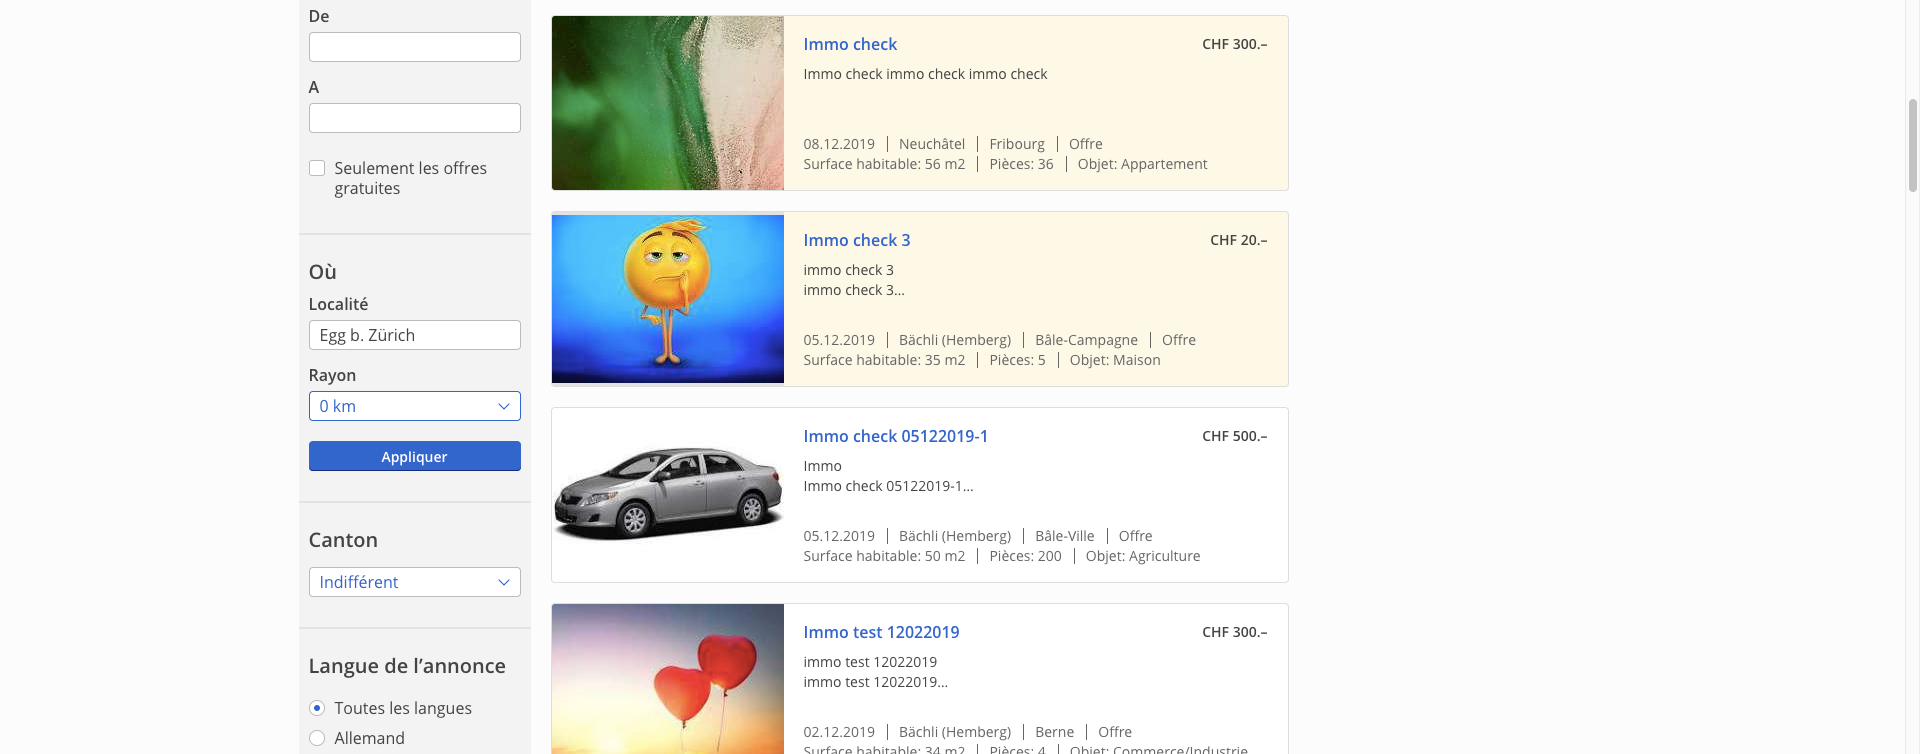 De
A
Seulement les offres
gratuites
Où
Localité
Egg b. Zürich
Rayon
0 km
Appliquer
Canton
Indifférent
Langue de l’annonce
Toutes les langues
Allemand
Immo check CHF 300.–
Immo check immo check immo check
08.12.2019 | Neuchâtel | Fribourg | Offre
Surface habitable: 56 m2 | Pièces: 36 | Objet: Appartement
Immo check 3 CHF 20.–
immo check 3
immo check 3...
05.12.2019 | Bächli (Hemberg) | Bâle-Campagne | Offre
Surface habitable: 35 m2 | Pièces: 5 | Objet: Maison
Immo check 05122019-1 CHF 500.–
Immo
Immo check 05122019-1...
05.12.2019 | Bächli (Hemberg) | Bâle-Ville | Offre
Surface habitable: 50 m2 | Pièces: 200 | Objet: Agriculture
Immo test 12022019 CHF 300.–
immo test 12022019
immo test 12022019...
02.12.2019 | Bächli (Hemberg) | Berne | Offre
Surface habitable: 34 m2 | Pièces: 4 | Objet: Commerce/Industrie